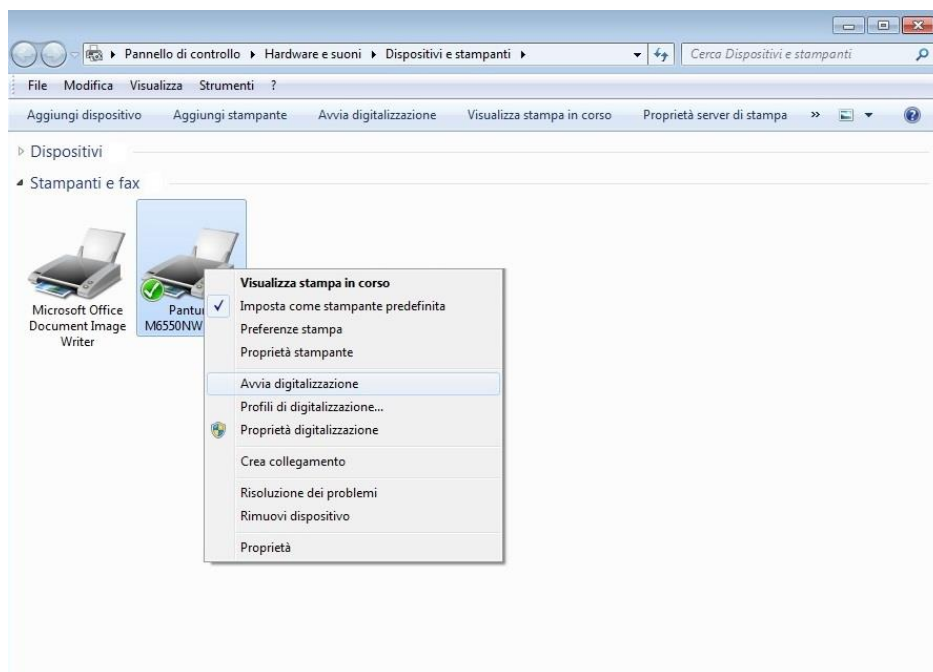 Pannello di controllo Hardware e suoni Dispositivi e stampanti
Cerca Dispositivi e stampanti
File Modifica Visualizza Strumenti ?
Aggiungi dispositivo Aggiungi stampante Avvia digitalizzazione Visualizza stampa in corso Proprietà server di stampa »
Dispositivi
Stampanti e fax
Microsoft Office
Document Image
Writer
M6550NW
Visualizza stampa in corso
Imposta come stampante predefinita
Preferenze stampa
Proprietà stampante
Avvia digitalizzazione
Profili di digitalizzazione...
Proprietà digitalizzazione
Crea collegamento
Risoluzione dei problemi
Rimuovi dispositivo
Proprietà